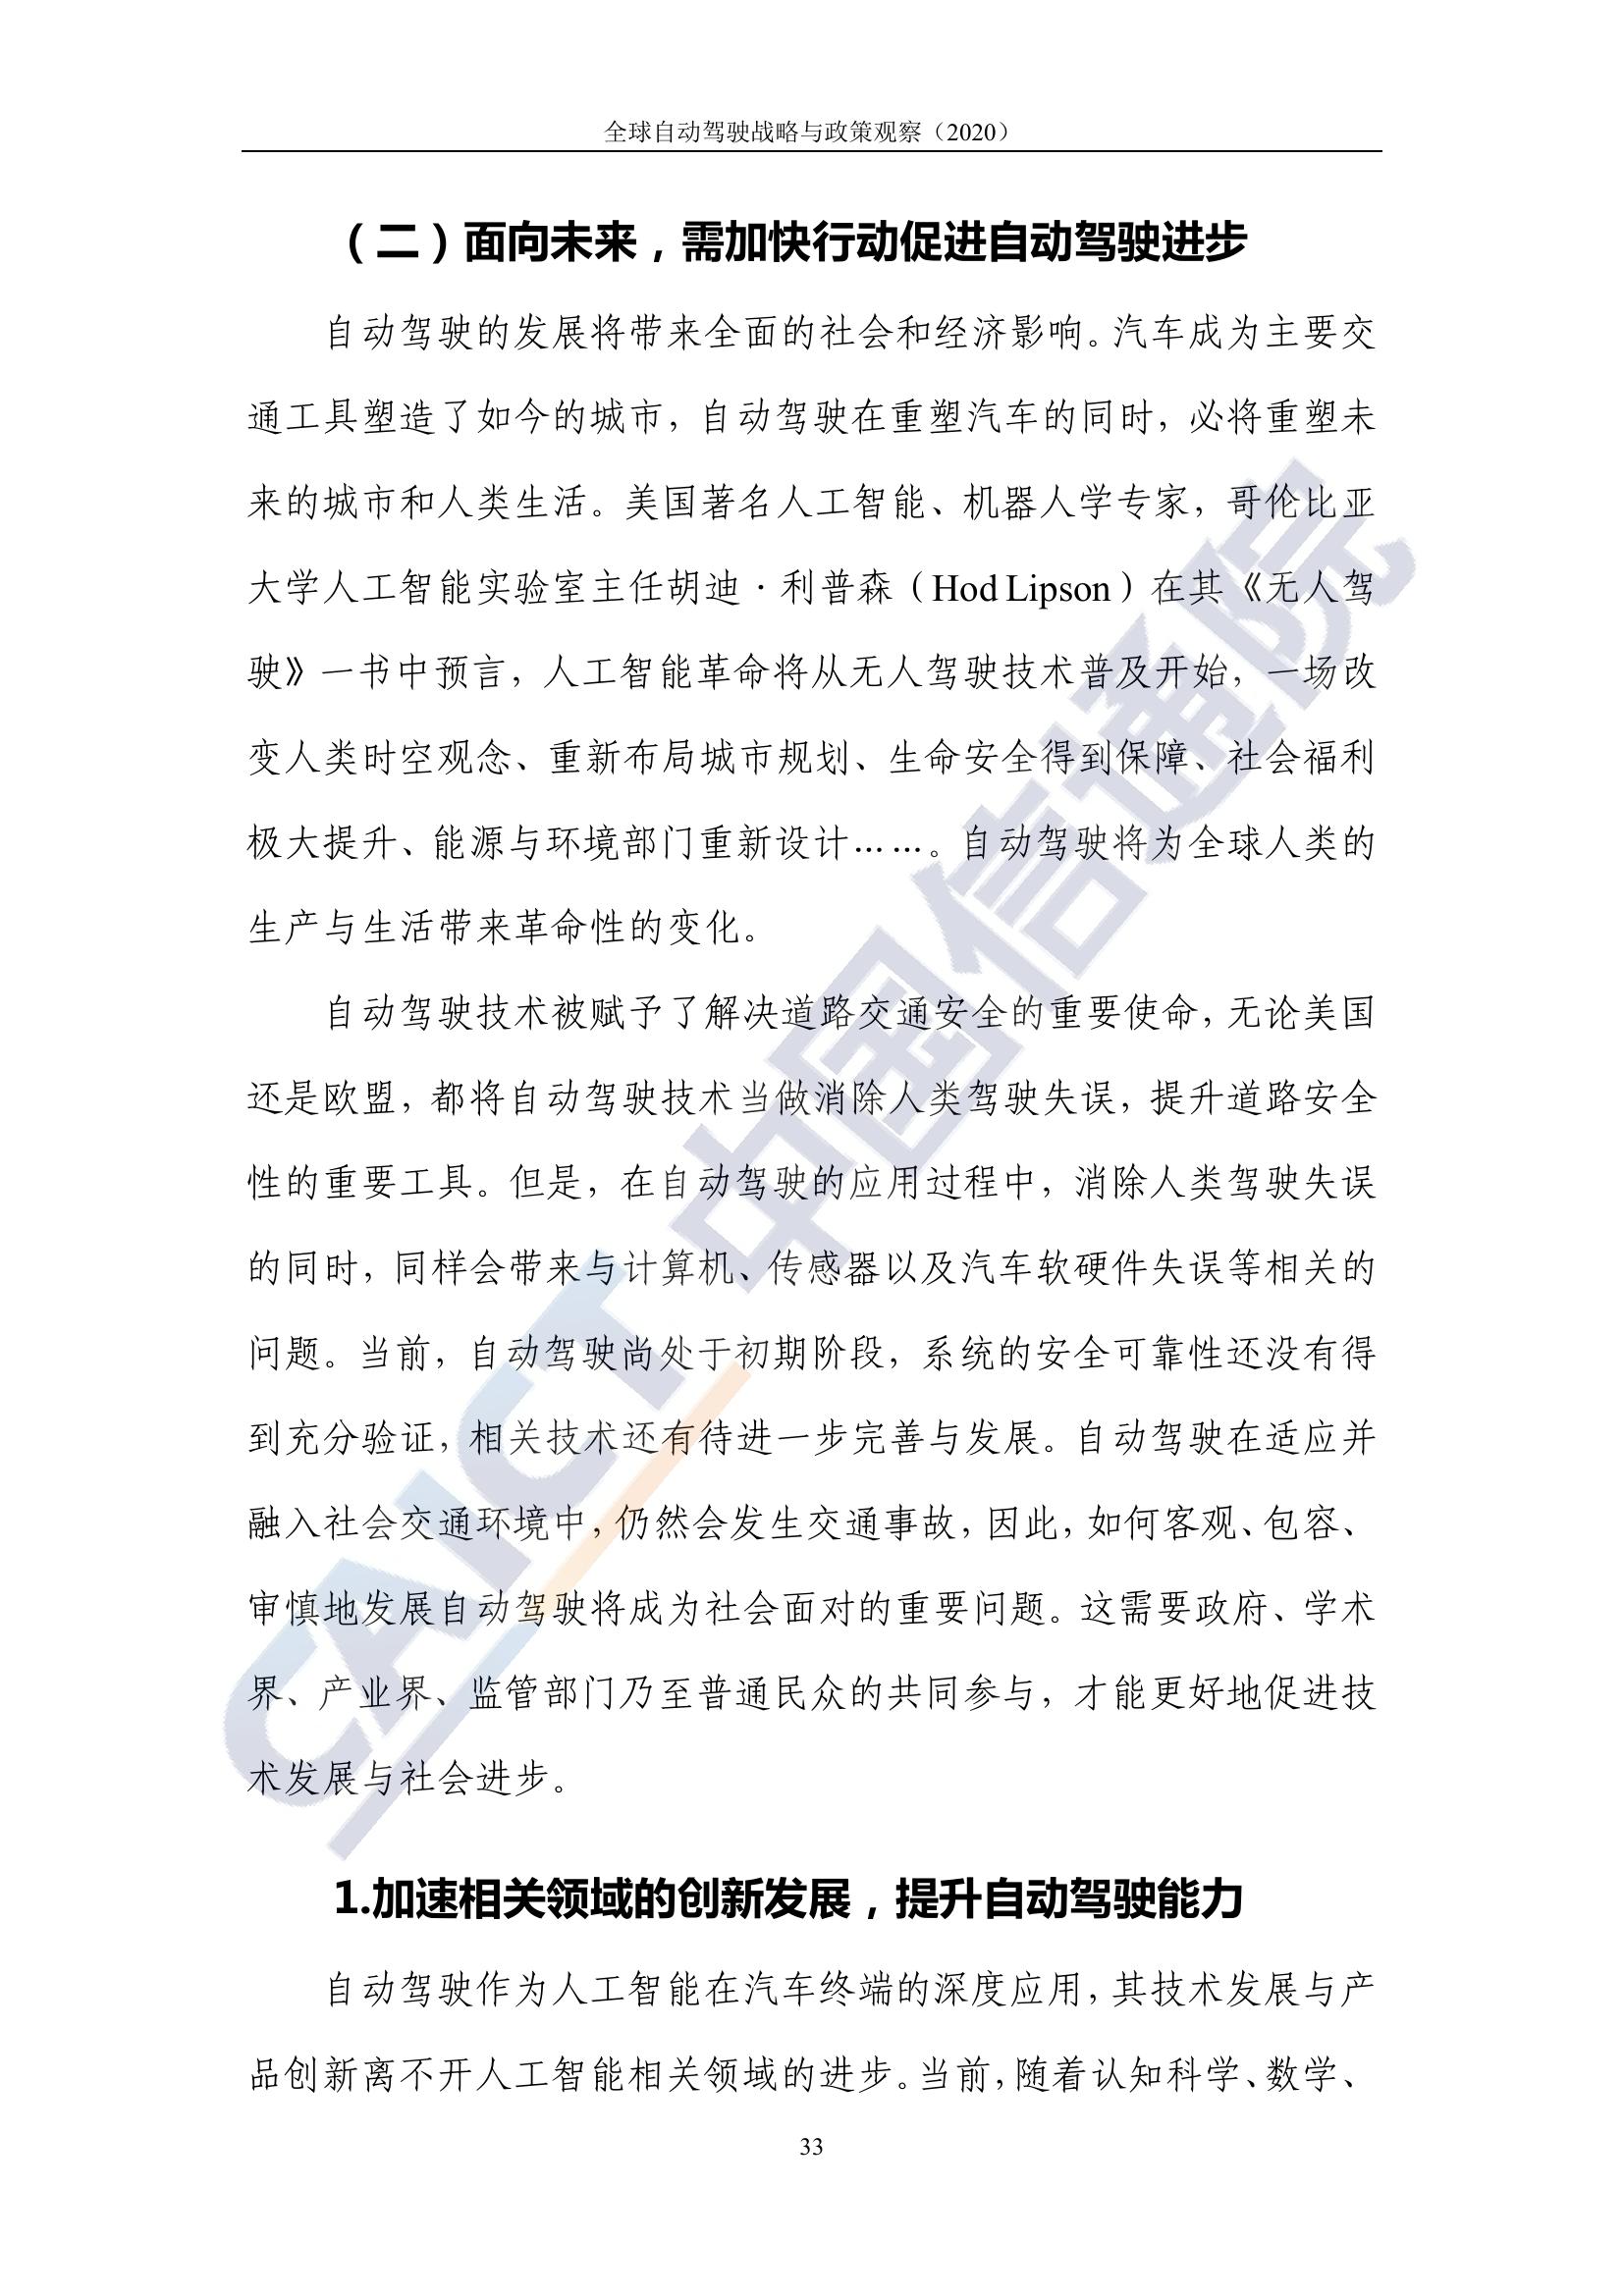 全球自动驾驶战略与政策观察（2020）
（二）面向未来，需加快行动促进自动驾驶进步
自动驾驶的发展将带来全面的社会和经济影响。汽车成为主要交
通工具塑造了如今的城市，自动驾驶在重塑汽车的同时，必将重塑未
来的城市和人类生活。美国著名人工智能、机器人学专家，哥伦比亚
大学人工智能实验室主任胡迪·利普森（Hod Lipson）在其《无人驾
驶》一书中预言，人工智能革命将从无人驾驶技术普及开始，一场改
变人类时空观念、重新布局城市规划、生命安全得到保障、社会福利
极大提升、能源与环境部门重新设计……。自动驾驶将为全球人类的
生产与生活带来革命性的变化。
自动驾驶技术被赋予了解决道路交通安全的重要使命，无论美国
还是欧盟，都将自动驾驶技术当做消除人类驾驶失误，提升道路安全
性的重要工具。但是，在自动驾驶的应用过程中，消除人类驾驶失误
的同时，同样会带来与计算机、传感器以及汽车软硬件失误等相关的
问题。当前，自动驾驶尚处于初期阶段，系统的安全可靠性还没有得
到充分验证，相关技术还有待进一步完善与发展。自动驾驶在适应并
融入社会交通环境中，仍然会发生交通事故，因此，如何客观、包容、
审慎地发展自动驾驶将成为社会面对的重要问题。这需要政府、学术
界、产业界、监管部门乃至普通民众的共同参与，才能更好地促进技
术发展与社会进步。
1.加速相关领域的创新发展，提升自动驾驶能力
自动驾驶作为人工智能在汽车终端的深度应用，其技术发展与产
品创新离不开人工智能相关领域的进步。当前，随着认知科学、数学、
33
CAICT 中国信通院